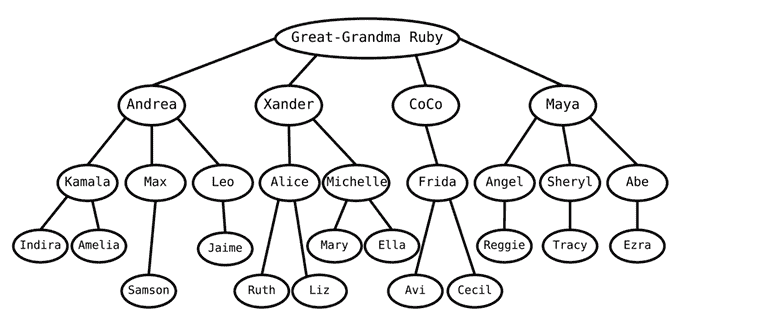 Great-Grandma Ruby
Andrea
Xander
CoCo
Maya
Kamala
Max
Leo
Alice
Michelle
Frida
Angel
Sheryl
Abe
Indira
Amelia
Jaime
Mary
Ella
Reggie
Tracy
Ezra
Samson
Ruth
Liz
Avi
Cecil